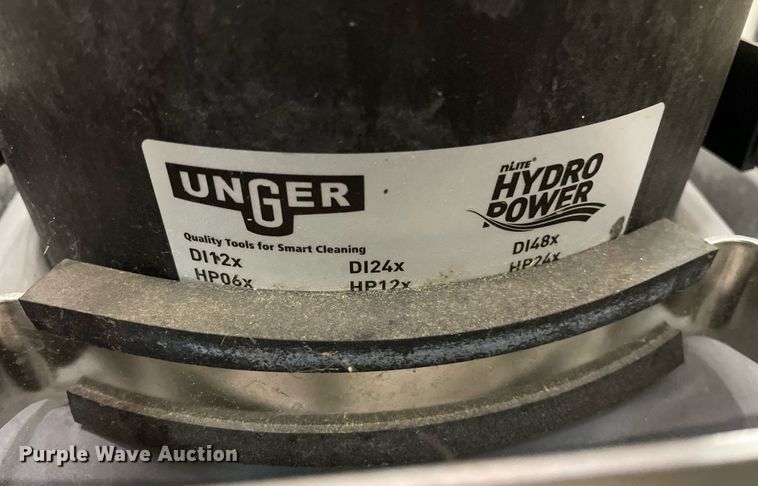 UNGER
Quality Tools for Smart Cleaning
nLITE®
HYDRO
POWER
DI12x DI24x DI48x
HP06x HP12x HP24x
Purple Wave Auction